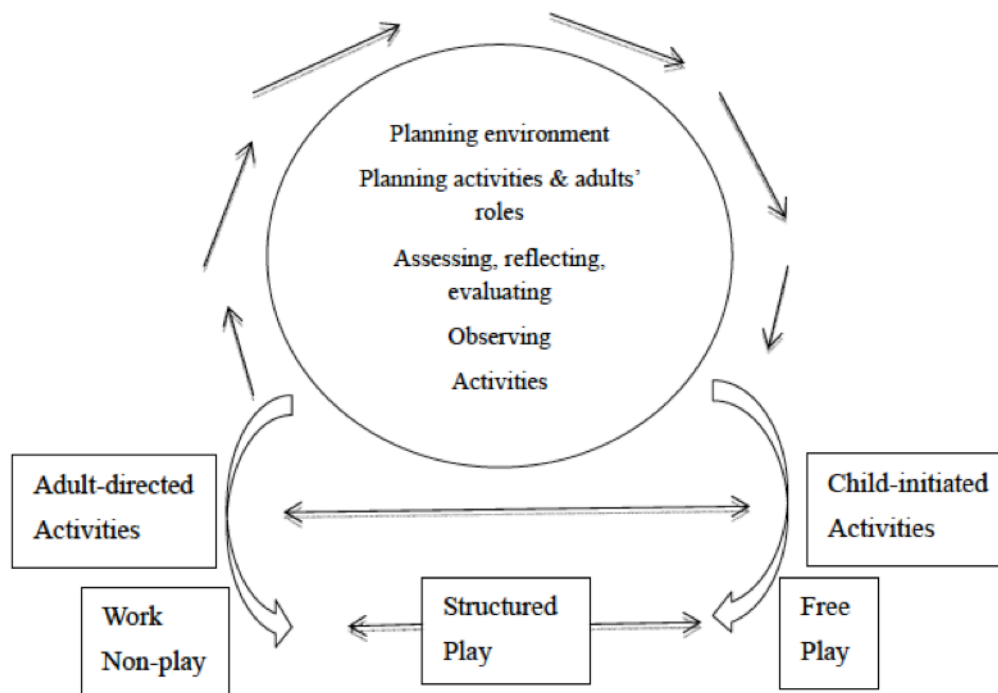 Planning environment
Planning activities & adults’
roles
Assessing, reflecting,
evaluating
Observing
Activities
Adult-directed
Activities
Child-initiated
Activities
Work
Non-play
Structured
Play
Free
Play